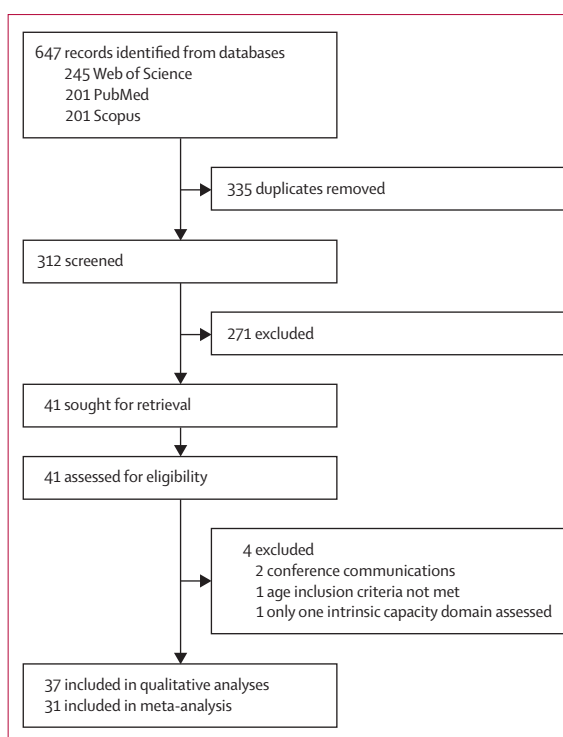 647 records identified from databases
245 Web of Science
201 PubMed
201 Scopus
335 duplicates removed
312 screened
271 excluded
41 sought for retrieval
41 assessed for eligibility
4 excluded
2 conference communications
1 age inclusion criteria not met
1 only one intrinsic capacity domain assessed
37 included in qualitative analyses
31 included in meta-analysis